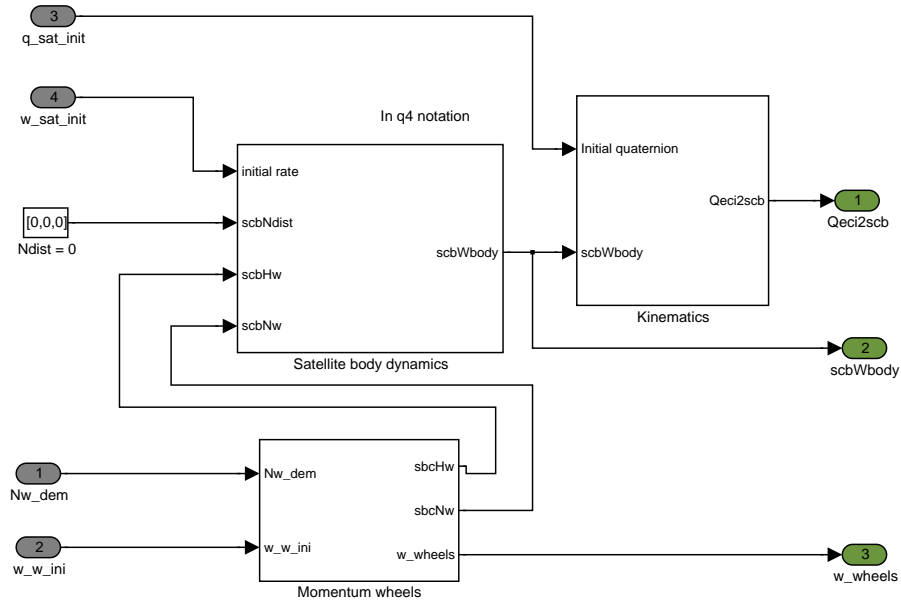 3
q_sat_init
4
w_sat_init
In q4 notation
initial rate
Initial quaternion
[0,0,0]
Ndist = 0
scbNdist
Qeci2scb
1
Qeci2scb
scbHw
scbWbody
scbWbody
scbNw
Kinematics
Satellite body dynamics
2
scbWbody
1
Nw_dem
Nw_dem
sbcHw
sbcNw
2
w_w_ini
w_w_ini
w_wheels
3
w_wheels
Momentum wheels